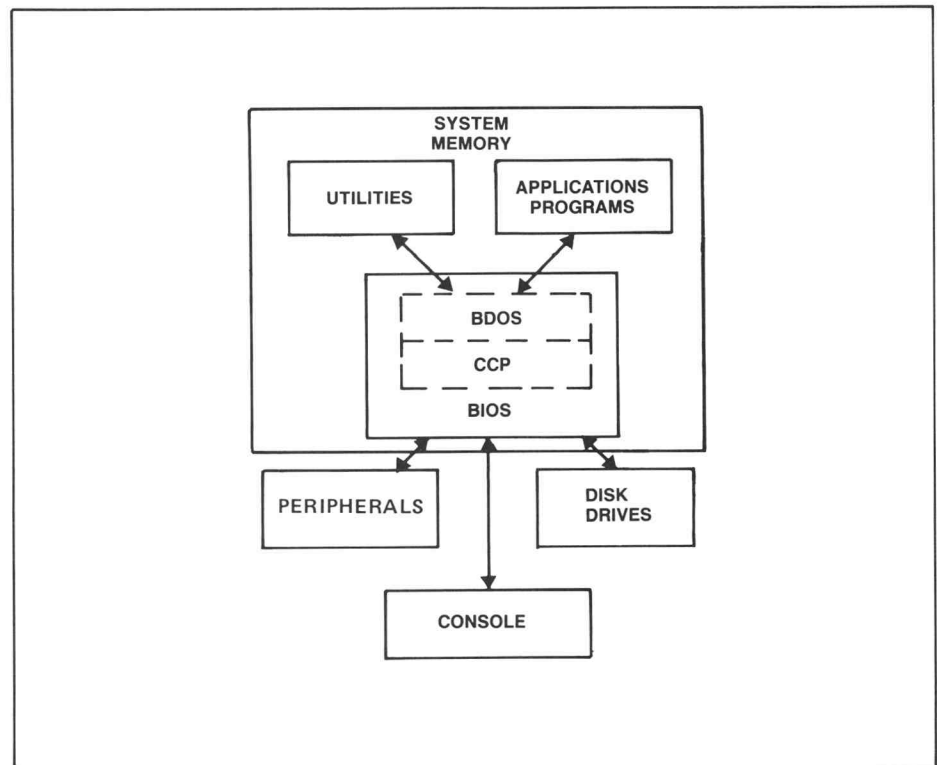 SYSTEM
MEMORY
UTILITIES
APPLICATIONS
PROGRAMS
BDOS
CCP
BIOS
PERIPHERALS
DISK
DRIVES
CONSOLE